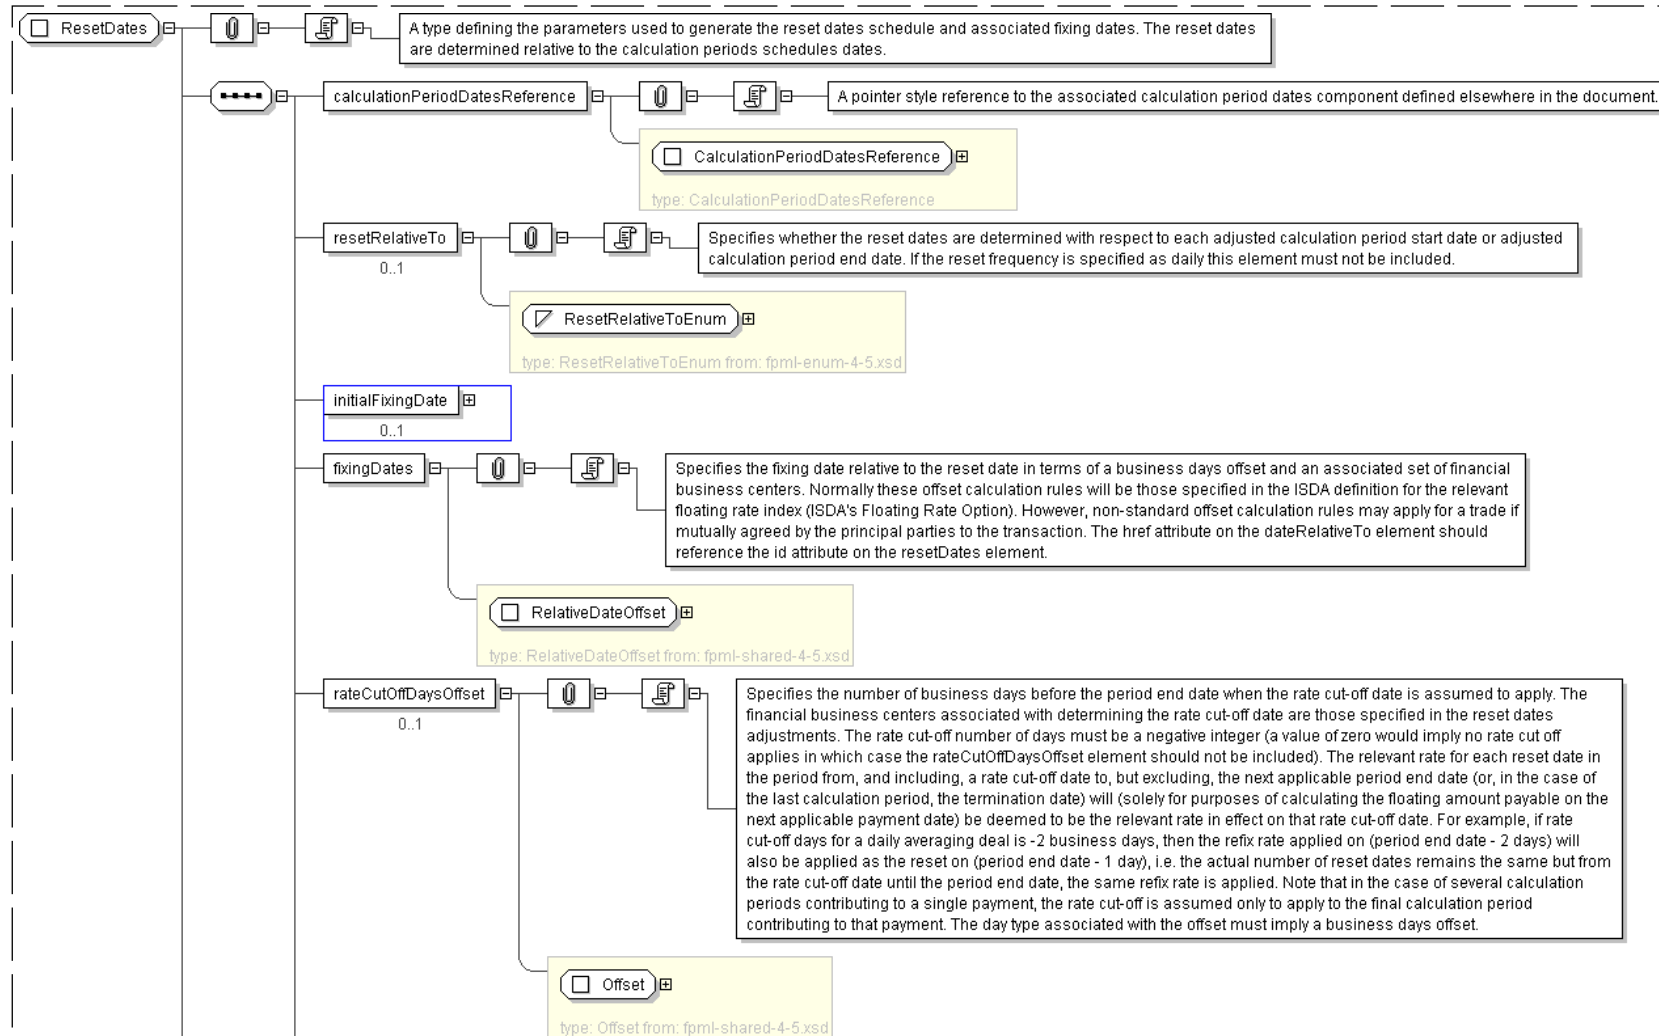 ResetDates
A type defining the parameters used to generate the reset dates schedule and associated fixing dates. The reset dates
are determined relative to the calculation periods schedules dates.
calculationPeriodDatesReference
A pointer style reference to the associated calculation period dates component defined elsewhere in the document.
CalculationPeriodDatesReference
type: CalculationPeriodDatesReference
resetRelativeTo
0..1
Specifies whether the reset dates are determined with respect to each adjusted calculation period start date or adjusted
calculation period end date. If the reset frequency is specified as daily this element must not be included.
ResetRelativeToEnum
type: ResetRelativeToEnum from: fpml-enum-4-5.xsd
initialFixingDate
0..1
fixingDates
Specifies the fixing date relative to the reset date in terms of a business days offset and an associated set of financial
business centers. Normally these offset calculation rules will be those specified in the ISDA definition for the relevant
floating rate index (ISDA's Floating Rate Option). However, non-standard offset calculation rules may apply for a trade if
mutually agreed by the principal parties to the transaction. The href attribute on the dateRelativeTo element should
reference the id attribute on the resetDates element.
RelativeDateOffset
type: RelativeDateOffset from: fpml-shared-4-5.xsd
rateCutOffDaysOffset
0..1
Specifies the number of business days before the period end date when the rate cut-off date is assumed to apply. The
financial business centers associated with determining the rate cut-off date are those specified in the reset dates
adjustments. The rate cut-off number of days must be a negative integer (a value of zero would imply no rate cut off
applies in which case the rateCutOffDaysOffset element should not be included). The relevant rate for each reset date in
the period from, and including, a rate cut-off date to, but excluding, the next applicable period end date (or, in the case of
the last calculation period, the termination date) will (solely for purposes of calculating the floating amount payable on the
next applicable payment date) be deemed to be the relevant rate in effect on that rate cut-off date. For example, if rate
cut-off days for a daily averaging deal is -2 business days, then the refix rate applied on (period end date - 2 days) will
also be applied as the reset on (period end date - 1 day), i.e. the actual number of reset dates remains the same but from
the rate cut-off date until the period end date, the same refix rate is applied. Note that in the case of several calculation
periods contributing to a single payment, the rate cut-off is assumed only to apply to the final calculation period
contributing to that payment. The day type associated with the offset must imply a business days offset.
Offset
type: Offset from: fpml-shared-4-5.xsd